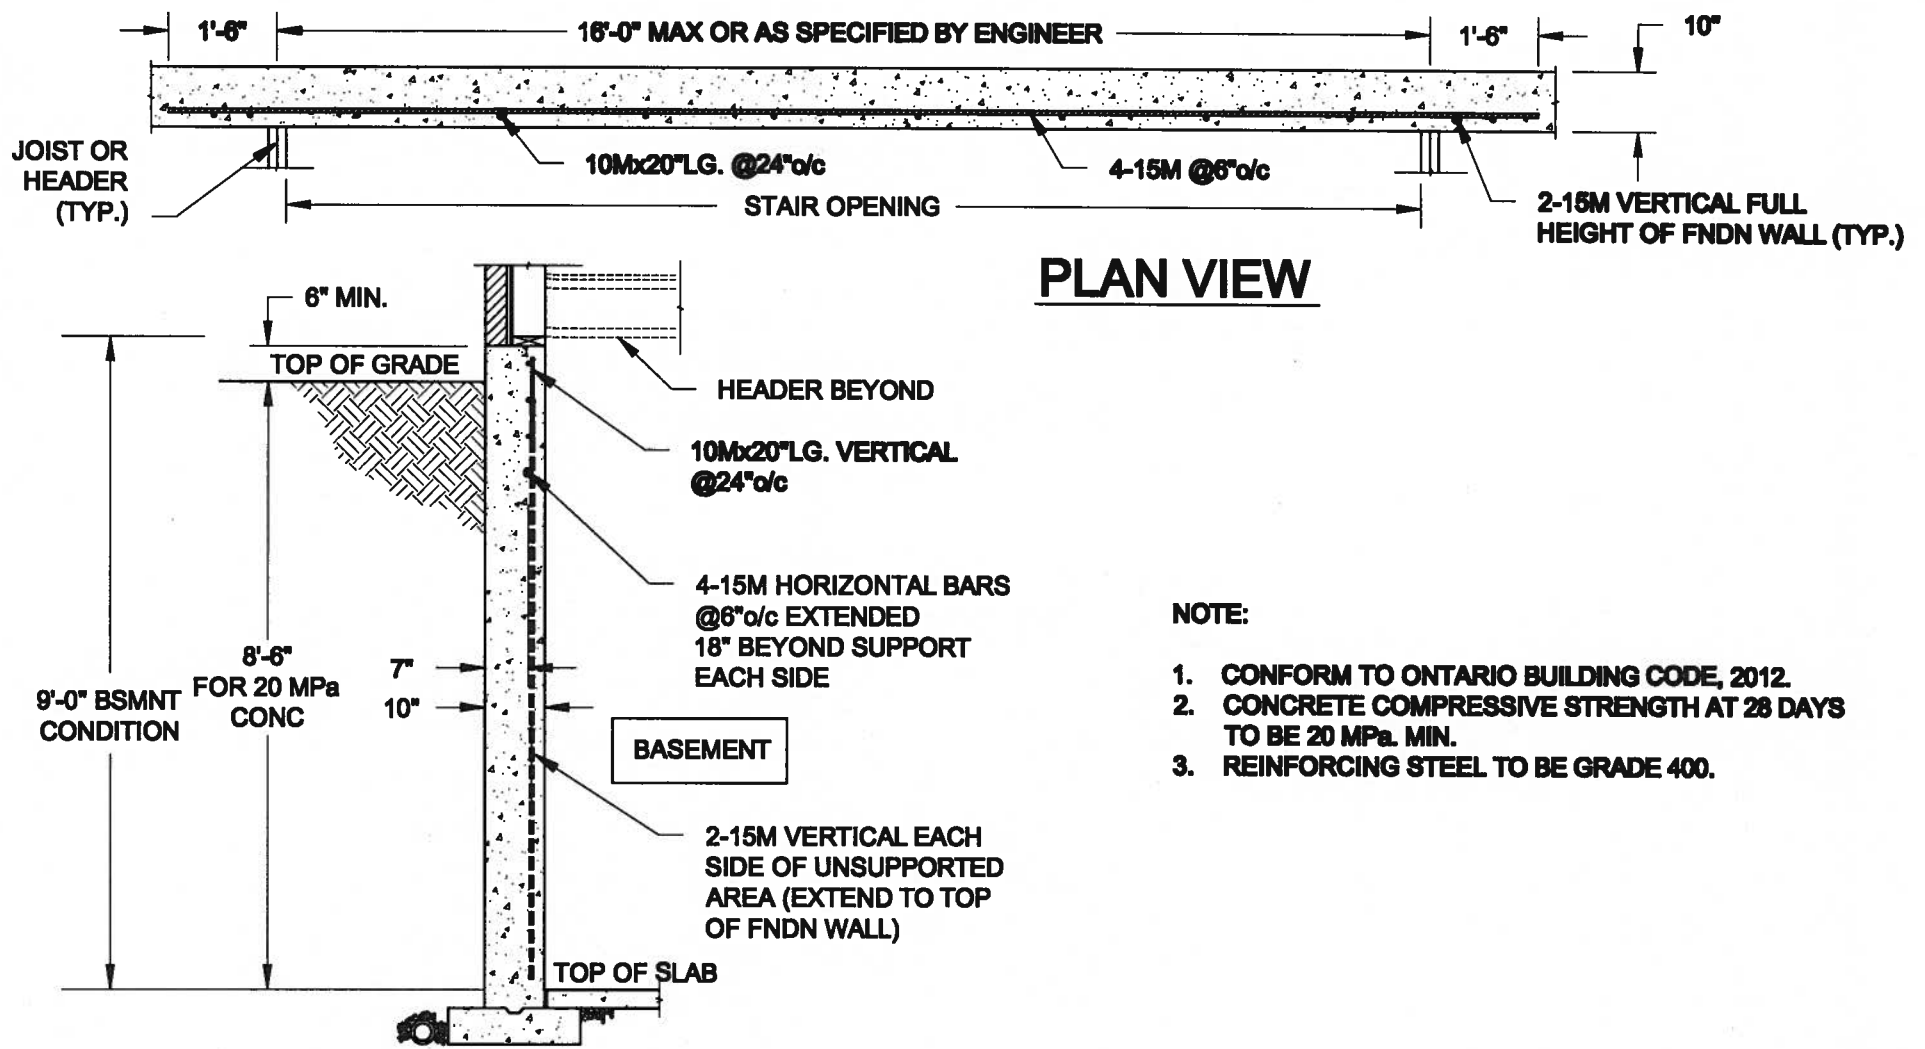 1'-6"
16'-0" MAX OR AS SPECIFIED BY ENGINEER
1'-6"
10"
JOIST OR
HEADER
(TYP.)
10Mx20"LG. @24"o/c
4-15M @6"o/c
STAIR OPENING
2-15M VERTICAL FULL
HEIGHT OF FNDN WALL (TYP.)
PLAN VIEW
6" MIN.
TOP OF GRADE
HEADER BEYOND
10Mx20"LG. VERTICAL
@24"o/c
4-15M HORIZONTAL BARS
@6"o/c EXTENDED
18" BEYOND SUPPORT
EACH SIDE
7"
10"
8'-6"
FOR 20 MPa
CONC
9'-0" BSMNT
CONDITION
BASEMENT
2-15M VERTICAL EACH
SIDE OF UNSUPPORTED
AREA (EXTEND TO TOP
OF FNDN WALL)
TOP OF SLAB
NOTE:
1. CONFORM TO ONTARIO BUILDING CODE, 2012.
2. CONCRETE COMPRESSIVE STRENGTH AT 28 DAYS
TO BE 20 MPa. MIN.
3. REINFORCING STEEL TO BE GRADE 400.